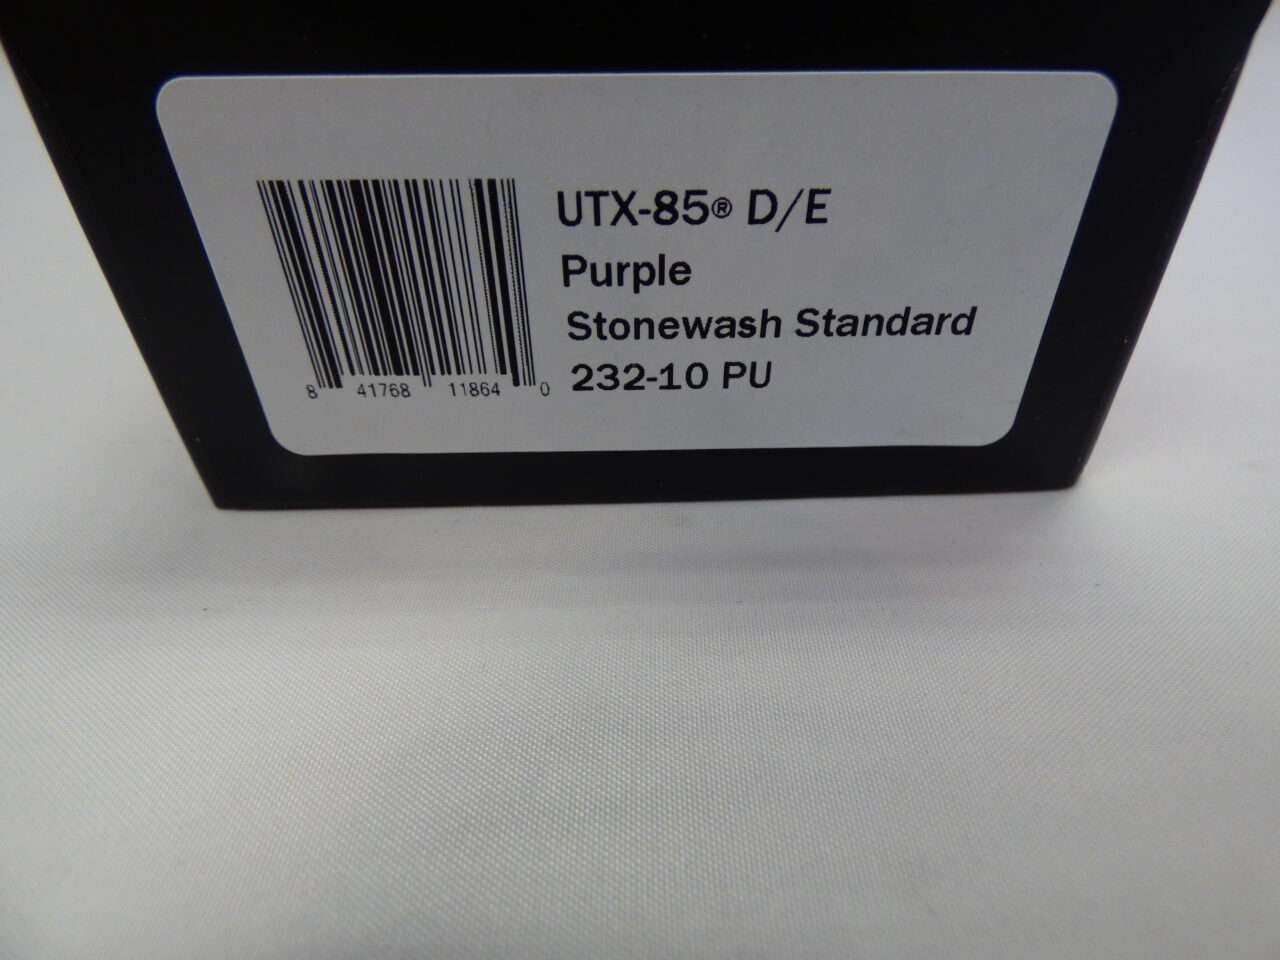 UTX-85® D/E
Purple
Stonewash Standard
232-10 PU
8 41768 11864 0